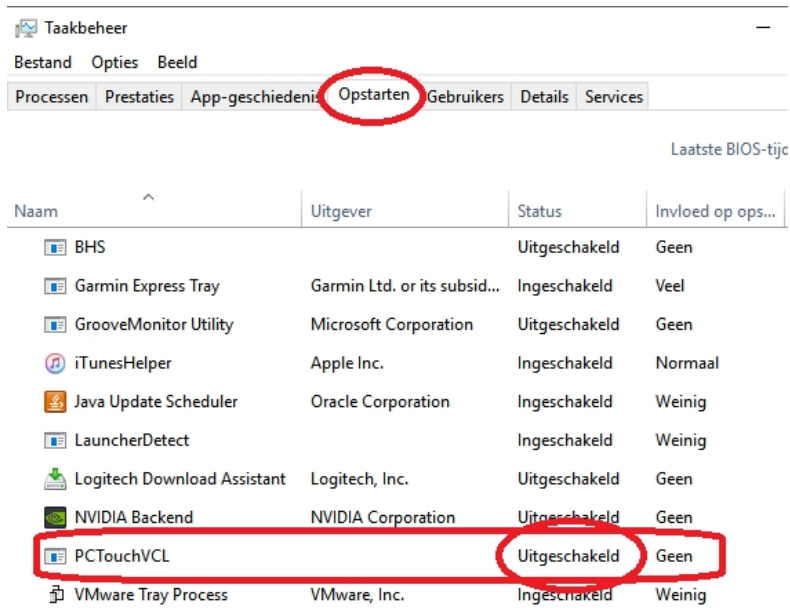 Taakbeheer
Bestand Opties Beeld
Processen Prestaties App-geschiedenis Opstarten Gebruikers Details Services
Laatste BIOS-tijd
Naam Uitgever Status Invloed op ops...
BHS Uitgeschakeld Geen
Garmin Express Tray Garmin Ltd. or its subsid... Ingeschakeld Veel
GrooveMonitor Utility Microsoft Corporation Uitgeschakeld Geen
iTunesHelper Apple Inc. Ingeschakeld Normaal
Java Update Scheduler Oracle Corporation Ingeschakeld Weinig
LauncherDetect Ingeschakeld Weinig
Logitech Download Assistant Logitech, Inc. Uitgeschakeld Geen
NVIDIA Backend NVIDIA Corporation Uitgeschakeld Geen
PCTouchVCL Uitgeschakeld Geen
VMware Tray Process VMware, Inc. Ingeschakeld Weinig